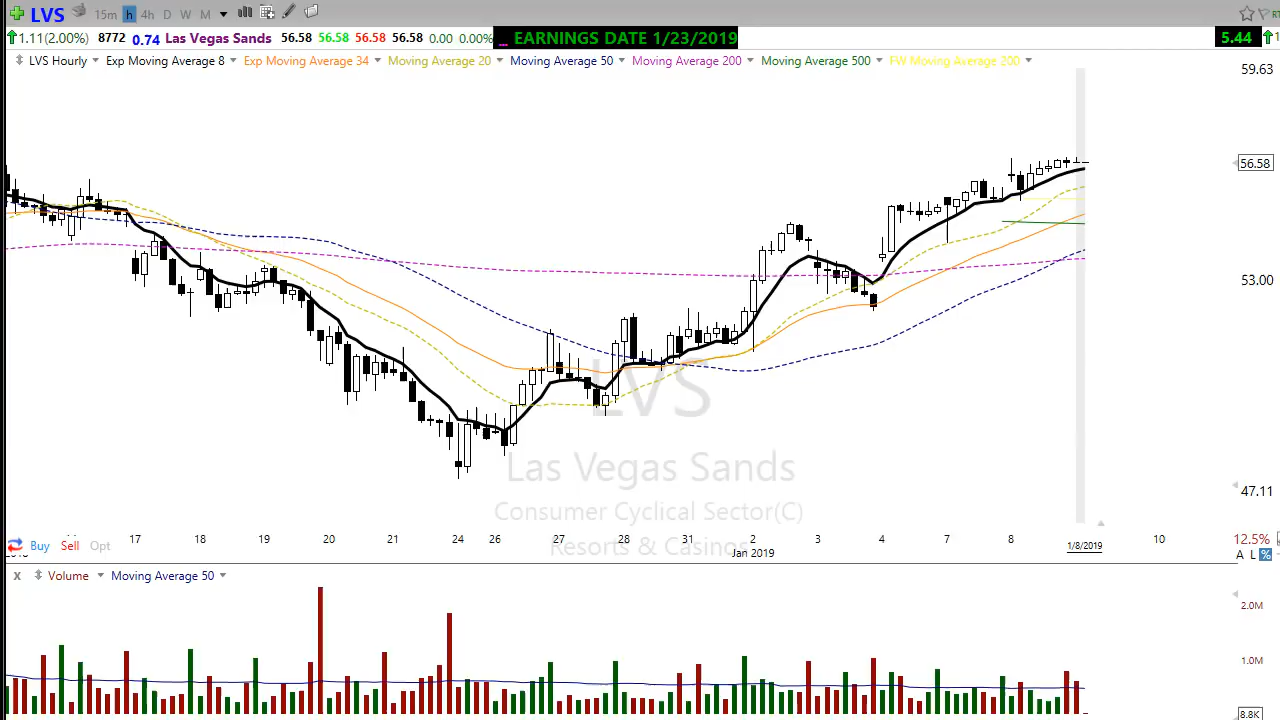 LVS 15m h 4h D W M
1.11(2.00%) 8772 0.74 Las Vegas Sands 56.58 56.58 56.58 56.58 0.00 0.00% _ EARNINGS DATE 1/23/2019 5.44
LVS Hourly Exp Moving Average 8 Exp Moving Average 34 Moving Average 20 Moving Average 50 Moving Average 200 Moving Average 500 FW Moving Average 200
59.63
56.58
53.00
LVS
Las Vegas Sands
47.11
Consumer Cyclical Sector(C)
Resorts & Casinos
17 18 19 20 21 24 26 27 28 31 2 3 4 7 8 10
Jan 2019 1/8/2019
Buy Sell Opt
12.5%
A L %
X Volume Moving Average 50
2.0M
1.0M
8.8K